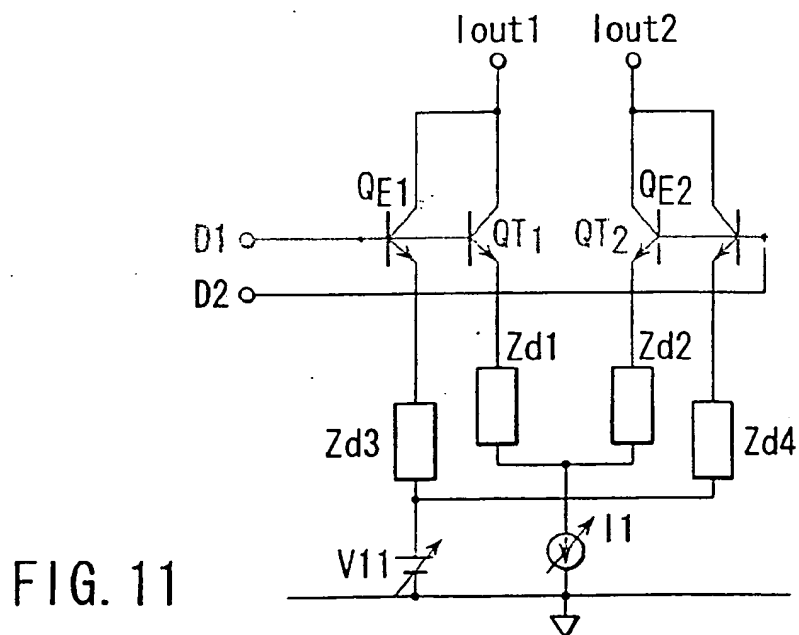 Iout1 Iout2
QE1 QE2
D1 QT1 QT2
D2
Zd1 Zd2
Zd3 Zd4
V11 I1
FIG. 11